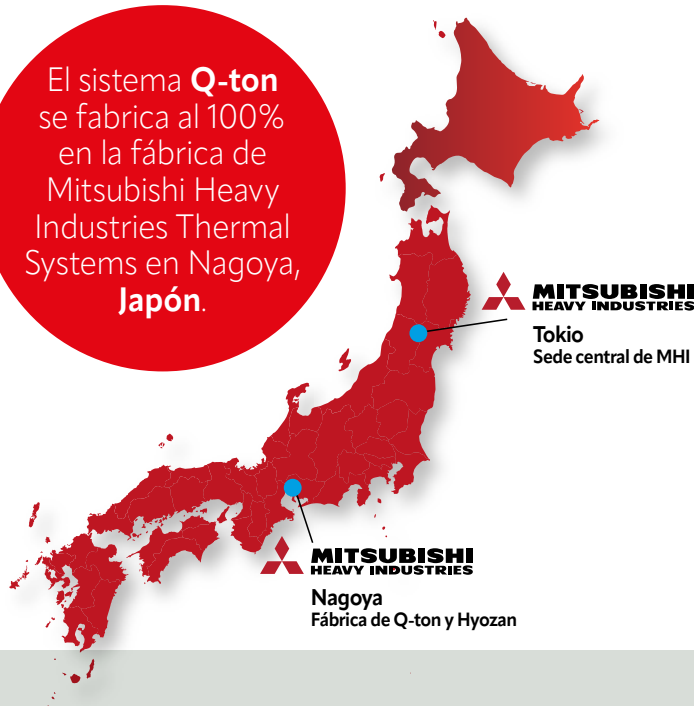 El sistema Q-ton
se fabrica al 100%
en la fábrica de
Mitsubishi Heavy
Industries Thermal
Systems en Nagoya,
Japón.
MITSUBISHI
HEAVY INDUSTRIES
Tokio
Sede central de MHI
MITSUBISHI
HEAVY INDUSTRIES
Nagoya
Fábrica de Q-ton y Hyozan